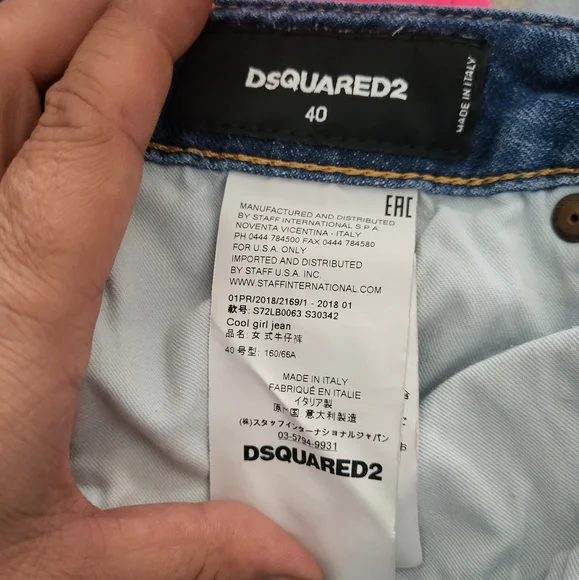 DSQUARED2
40
MADE IN ITALY
EAC
MANUFACTURED AND DISTRIBUTED
BY STAFF INTERNATIONAL S.P.A.
NOVENTA VICENTINA - ITALY
PH 0444 784500 FAX 0444 784580
FOR U.S.A. ONLY
IMPORTED AND DISTRIBUTED
BY STAFF U.S.A. INC.
WWW.STAFFINTERNATIONAL.COM
01PR/2018/2169/1 - 2018 01
款号: S72LB0063 S30342
Cool girl jean
品名: 女式牛仔裤
40 号型: 160/66A
MADE IN ITALY
FABRIQUÉ EN ITALIE
イタリア製
国 意大利製造
(株)スタッフインターナショナルジャパン
03-5794-9931
DSQUARED2